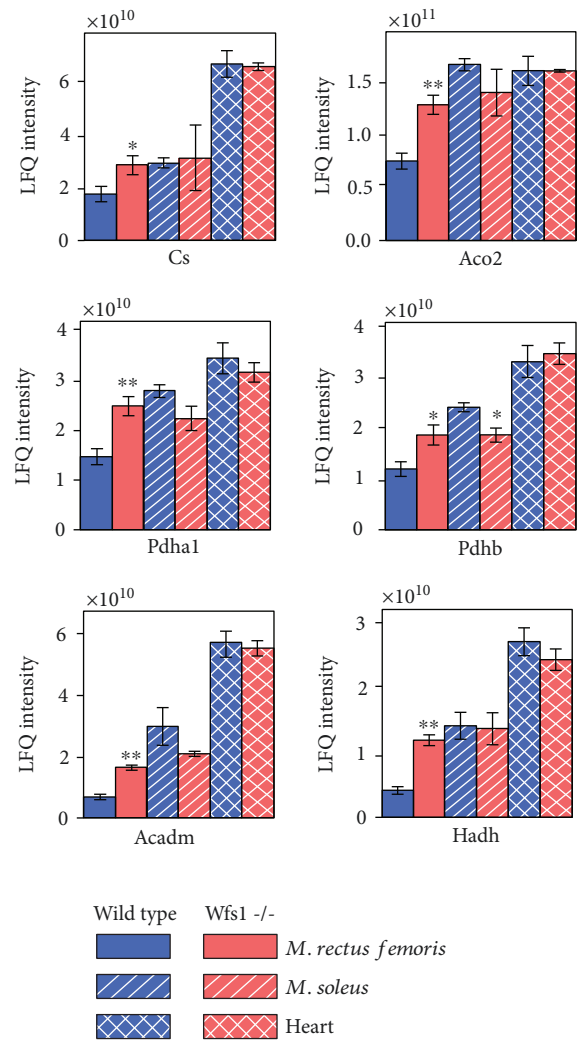 ×10¹⁰
LFQ intensity
6
4
2
0
*
Cs
×10¹¹
LFQ intensity
1.5
1.0
10¹¹
0.0
**
Aco2
×10¹⁰
LFQ intensity
4
3
2
1
0
**
Pdha1
×10¹⁰
LFQ intensity
4
3
2
1
0
*
*
Pdhb
×10¹⁰
LFQ intensity
6
4
2
0
**
Acadm
×10¹⁰
LFQ intensity
3
2
1
0
**
Hadh
Wild type Wfs1 -/-
M. rectus femoris
M. soleus
Heart